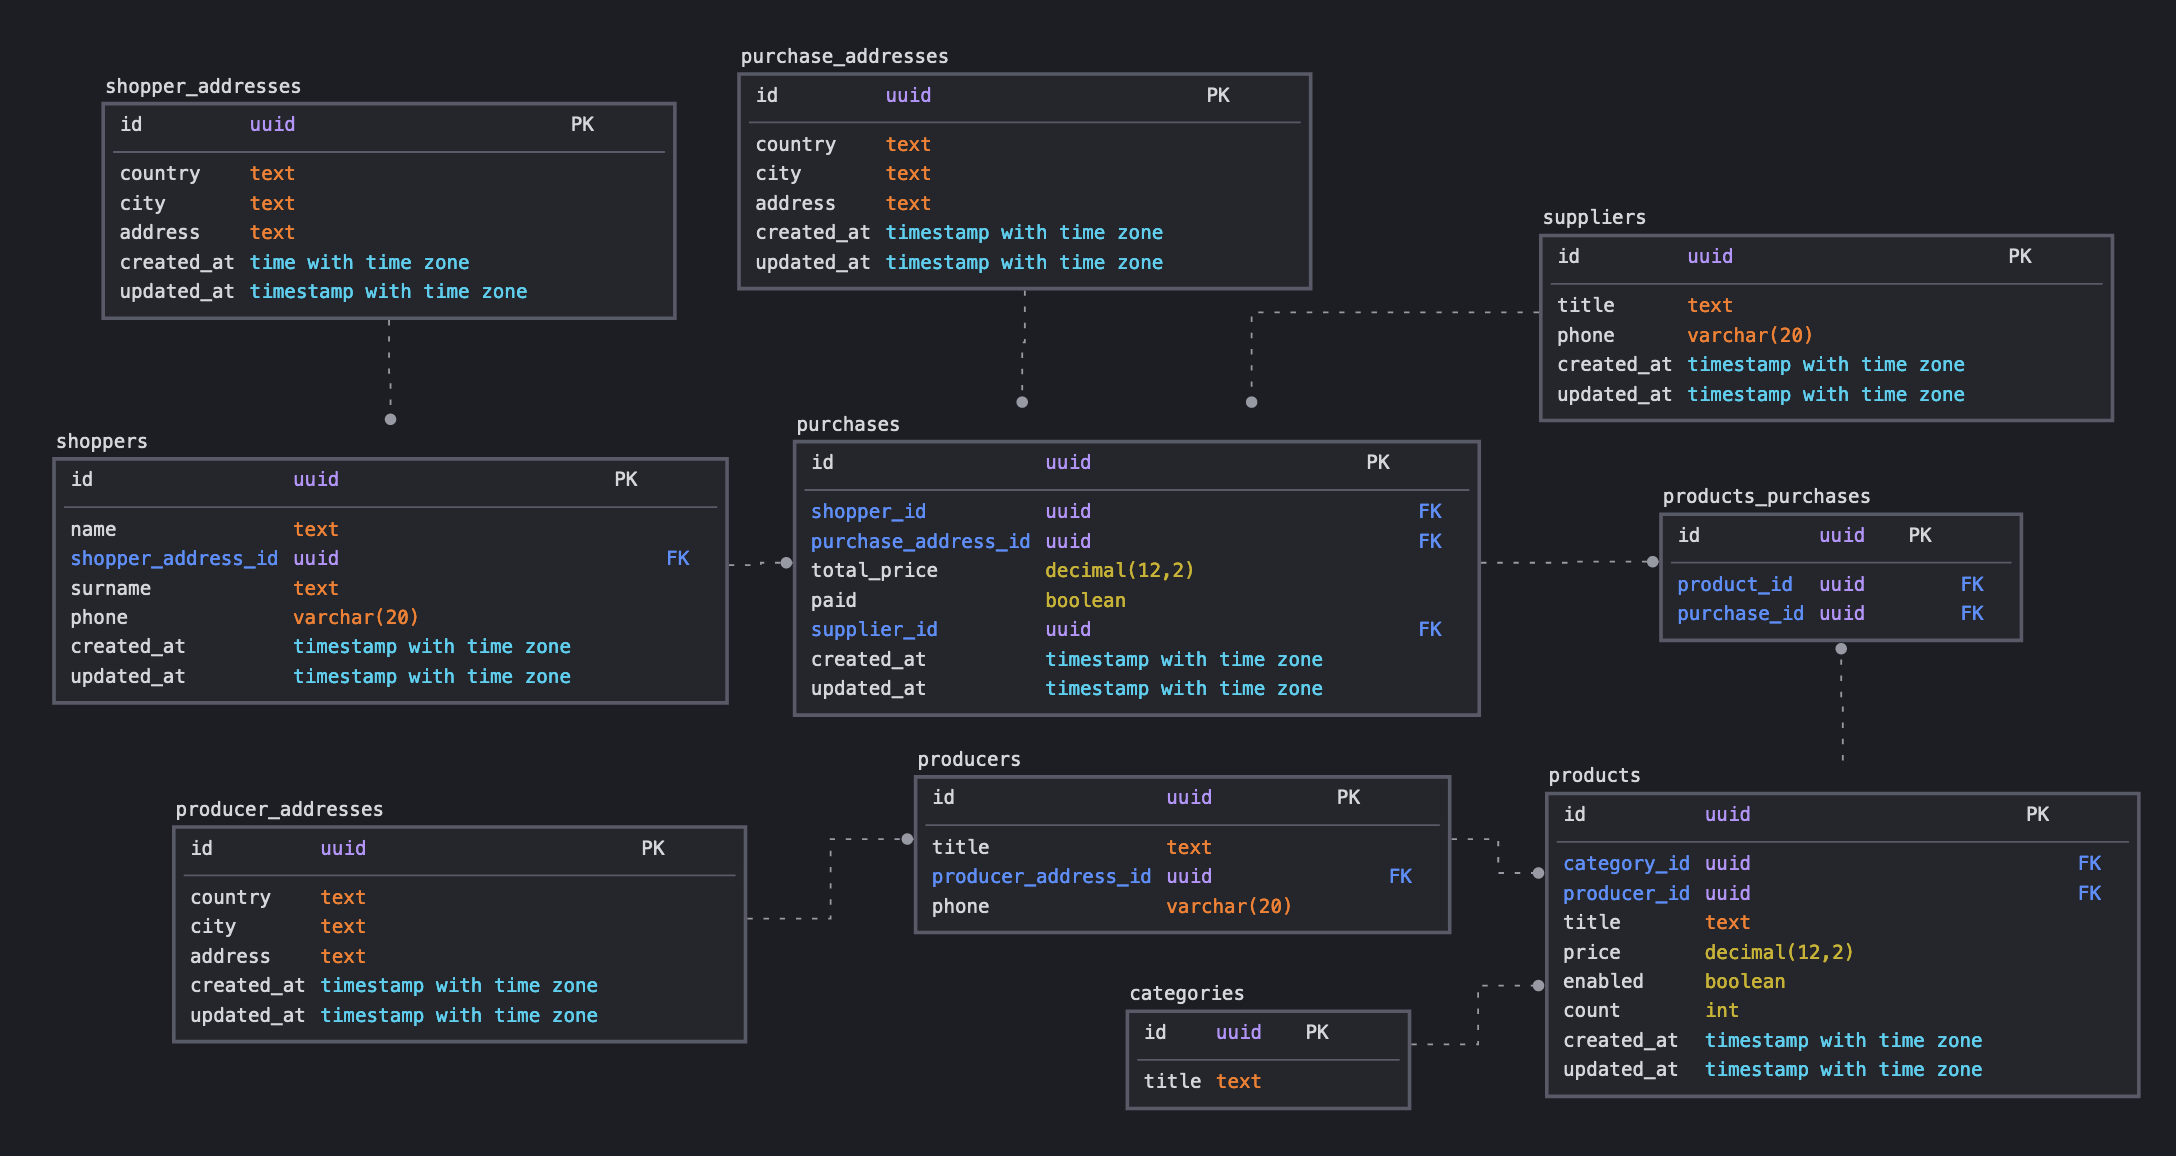 shopper_addresses
id uuid PK
country text
city text
address text
created_at time with time zone
updated_at timestamp with time zone
purchase_addresses
id uuid PK
country text
city text
address text
created_at timestamp with time zone
updated_at timestamp with time zone
suppliers
id uuid PK
title text
phone varchar(20)
created_at timestamp with time zone
updated_at timestamp with time zone
shoppers
id uuid PK
name text
shopper_address_id uuid FK
surname text
phone varchar(20)
created_at timestamp with time zone
updated_at timestamp with time zone
purchases
id uuid PK
shopper_id uuid FK
purchase_address_id uuid FK
total_price decimal(12,2)
paid boolean
supplier_id uuid FK
created_at timestamp with time zone
updated_at timestamp with time zone
products_purchases
id uuid PK
product_id uuid FK
purchase_id uuid FK
producer_addresses
id uuid PK
country text
city text
address text
created_at timestamp with time zone
updated_at timestamp with time zone
producers
id uuid PK
title text
producer_address_id uuid FK
phone varchar(20)
categories
id uuid PK
title text
products
id uuid PK
category_id uuid FK
producer_id uuid FK
title text
price decimal(12,2)
enabled boolean
count int
created_at timestamp with time zone
updated_at timestamp with time zone